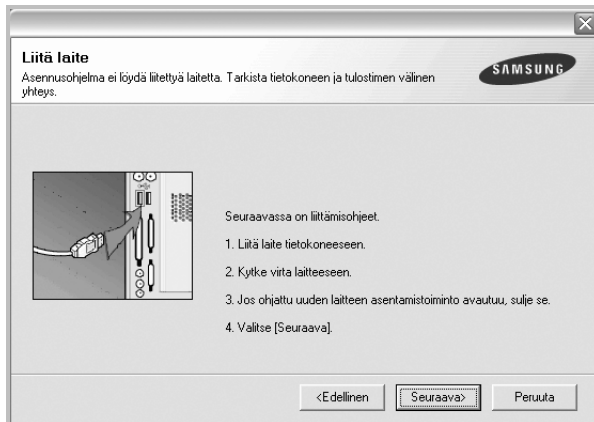 Liitä laite
Asennusohjelma ei löydä liitettyä laitetta. Tarkista tietokoneen ja tulostimen välinen
yhteys.
SAMSUNG
Seuraavassa on liittämisohjeet.
1. Liitä laite tietokoneeseen.
2. Kytke virta laitteeseen.
3. Jos ohjattu uuden laitteen asentamistoiminto avautuu, sulje se.
4. Valitse [Seuraava].
<Edellinen
Seuraava>
Peruuta